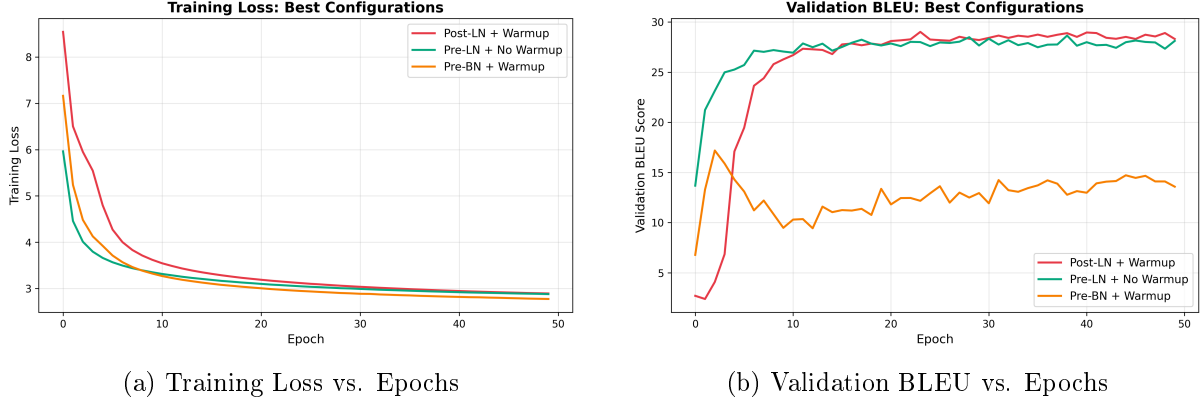 Training Loss: Best Configurations
Post-LN + Warmup
Pre-LN + No Warmup
Pre-BN + Warmup
Training Loss
8
7
6
5
4
3
0
10
20
30
40
50
Epoch
(a) Training Loss vs. Epochs
Validation BLEU: Best Configurations
Validation BLEU Score
30
25
20
15
10
5
Post-LN + Warmup
Pre-LN + No Warmup
Pre-BN + Warmup
0
10
20
30
40
50
Epoch
(b) Validation BLEU vs. Epochs